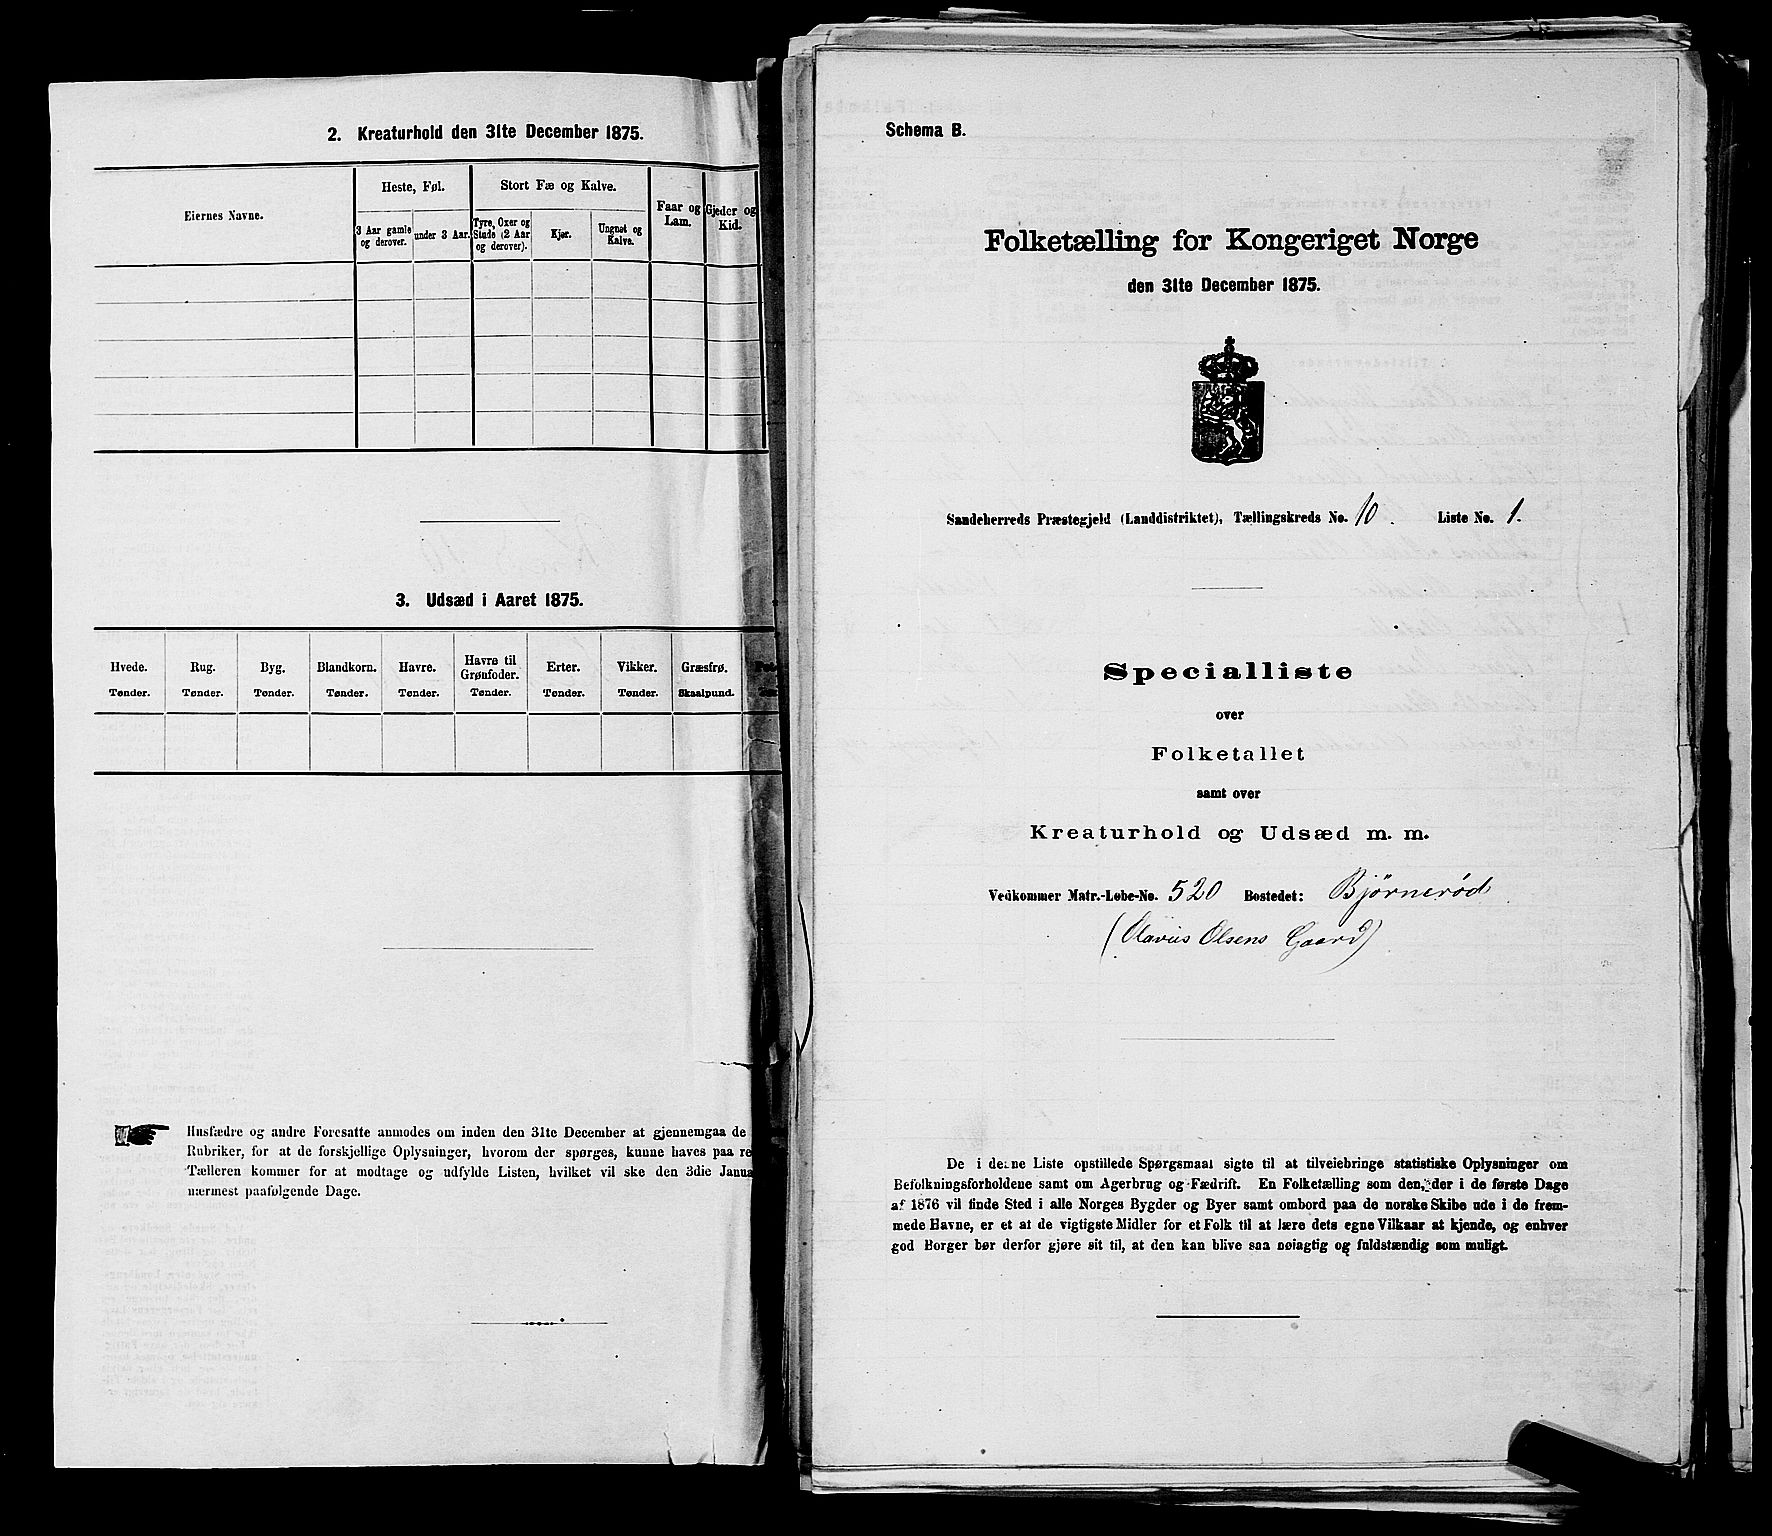 2. Kreaturhold den 31te December 1875.
Eiernes Navne.
Heste, Føl.
Stort Fæ og Kalve.
Faar og
Lam.
Gjeder og
Kid.
3 Aar gamle
og derover.
under 3 Aar.
Tyre, Oxer og
Stude (2 Aar
og derover).
Kjør.
Ungnøt og
Kalve.
3. Udsæd i Aaret 1875.
Hvede. Rug. Byg. Blandkorn. Havre. Havre til Grønfoder. Erter. Vikker. Græsfrø.
Tønder. Tønder. Tønder. Tønder. Tønder. Tønder. Tønder. Tønder. Skaalpund.
Husfædre og andre Foresatte anmodes om inden den 31te December at gjennemgaa de
Rubriker, for at de forskjellige Oplysninger, hvorom der spørges, kunne haves paa re
Tælleren kommer for at modtage og udfylde Listen, hvilket vil ske den 3die Janua
nærmest paafølgende Dage.
Schema B.
Folketælling for Kongeriget Norge
den 31te December 1875.
Sandeherreds Præstegjeld (Landdistriktet), Tællingskreds No. 10. Liste No. 1.
Specialliste
over
Folketallet
samt over
Kreaturhold og Udsæd m. m.
Vedkommer Matr.-Løbe-No. 520 Bostedet: Bjørnerød
(Olavus Olsens Gaard)
De i denne Liste opstillede Spørgsmaal sigte til at tilveiebringe statistiske Oplysninger om
Befolkningsforholdene samt om Agerbrug og Fædrift. En Folketælling som den, der i de første Dage
af 1876 vil finde Sted i alle Norges Bygder og Byer samt ombord paa de norske Skibe ude i de frem-
mede Havne, er et af de vigtigste Midler for et Folk til at lære dets egne Vilkaar at kjende, og enhver
god Borger bør derfor gjøre sit til, at den kan blive saa nøiagtig og fuldstændig som muligt.